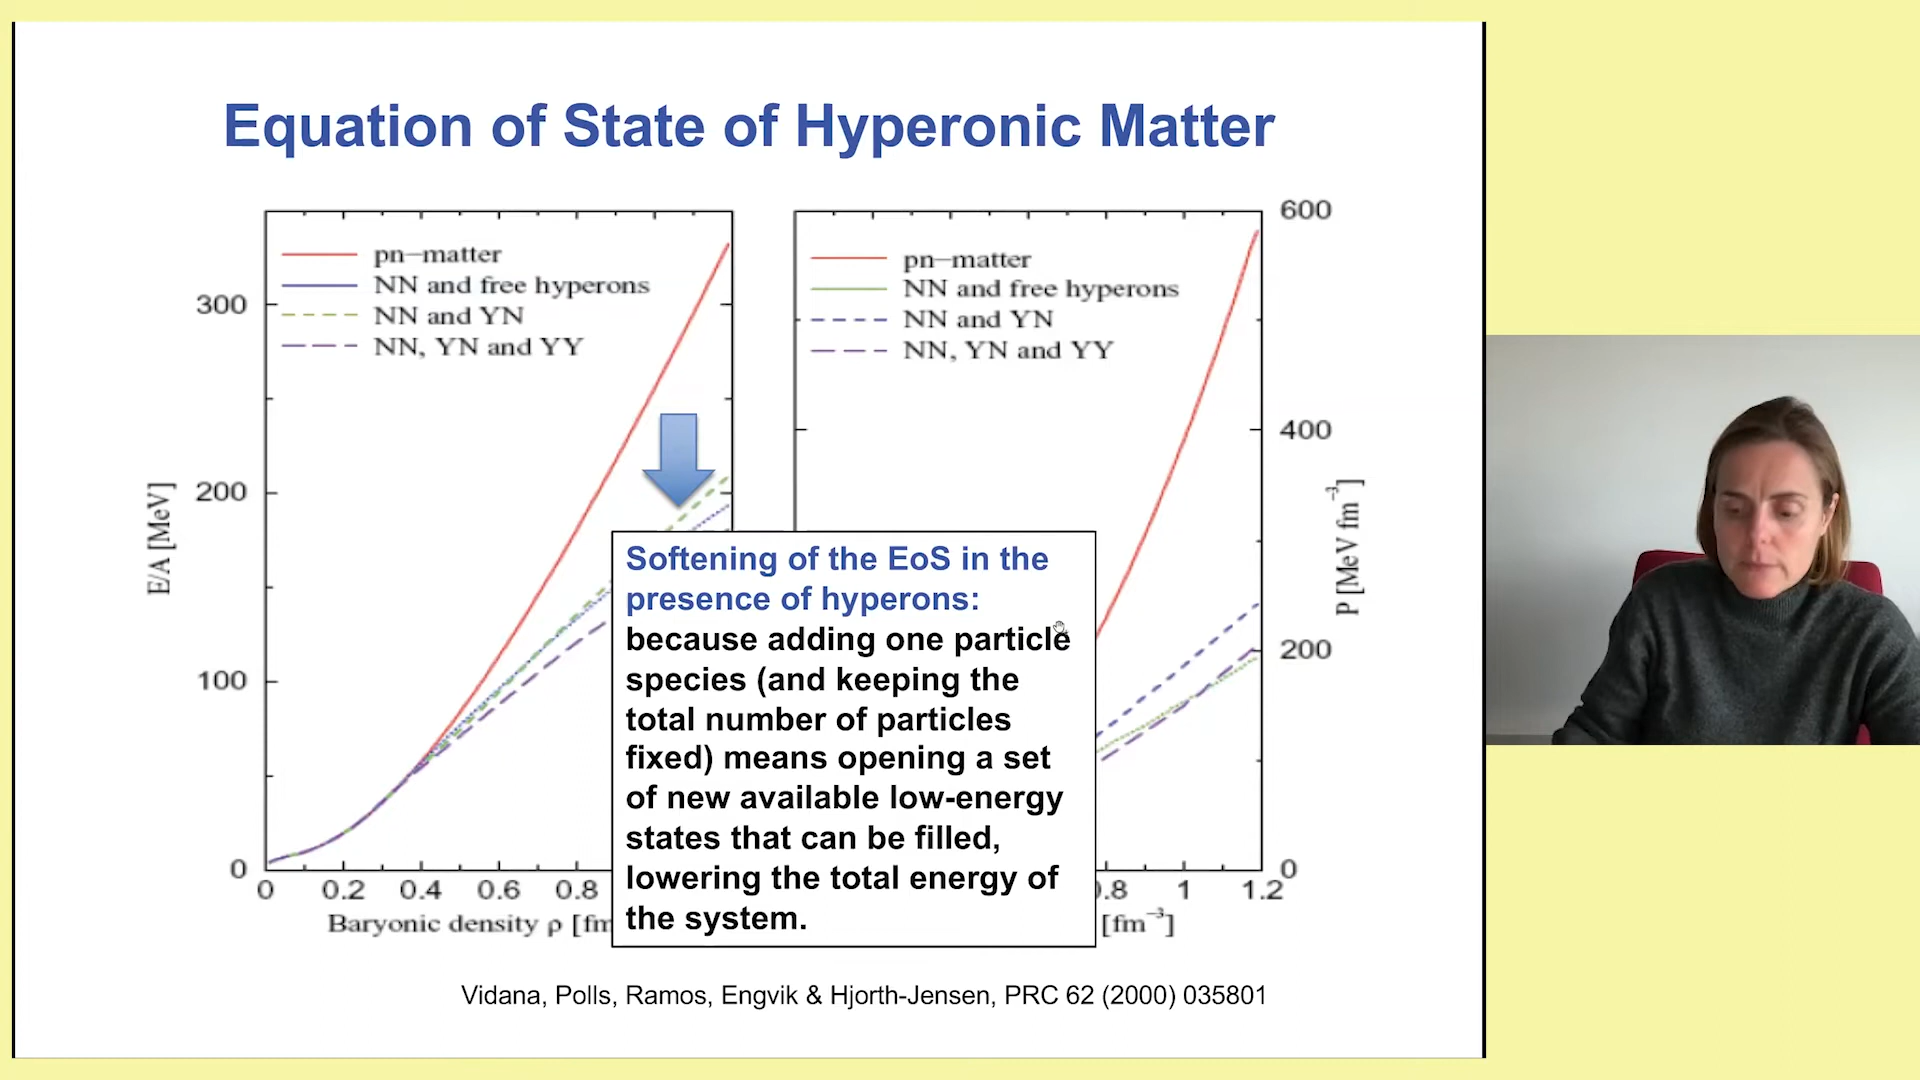 Equation of State of Hyperonic Matter
pn−matter
NN and free hyperons
NN and YN
NN, YN and YY
300
200
100
0
E/A [MeV]
0 0.2 0.4 0.6 0.8
Baryonic density ρ [fm
pn−matter
NN and free hyperons
NN and YN
NN, YN and YY
600
400
200
0
P [MeV fm⁻³]
0.8 1 1.2
[fm⁻³]
Softening of the EoS in the
presence of hyperons:
because adding one particle
species (and keeping the
total number of particles
fixed) means opening a set
of new available low-energy
states that can be filled,
lowering the total energy of
the system.
Vidana, Polls, Ramos, Engvik & Hjorth-Jensen, PRC 62 (2000) 035801